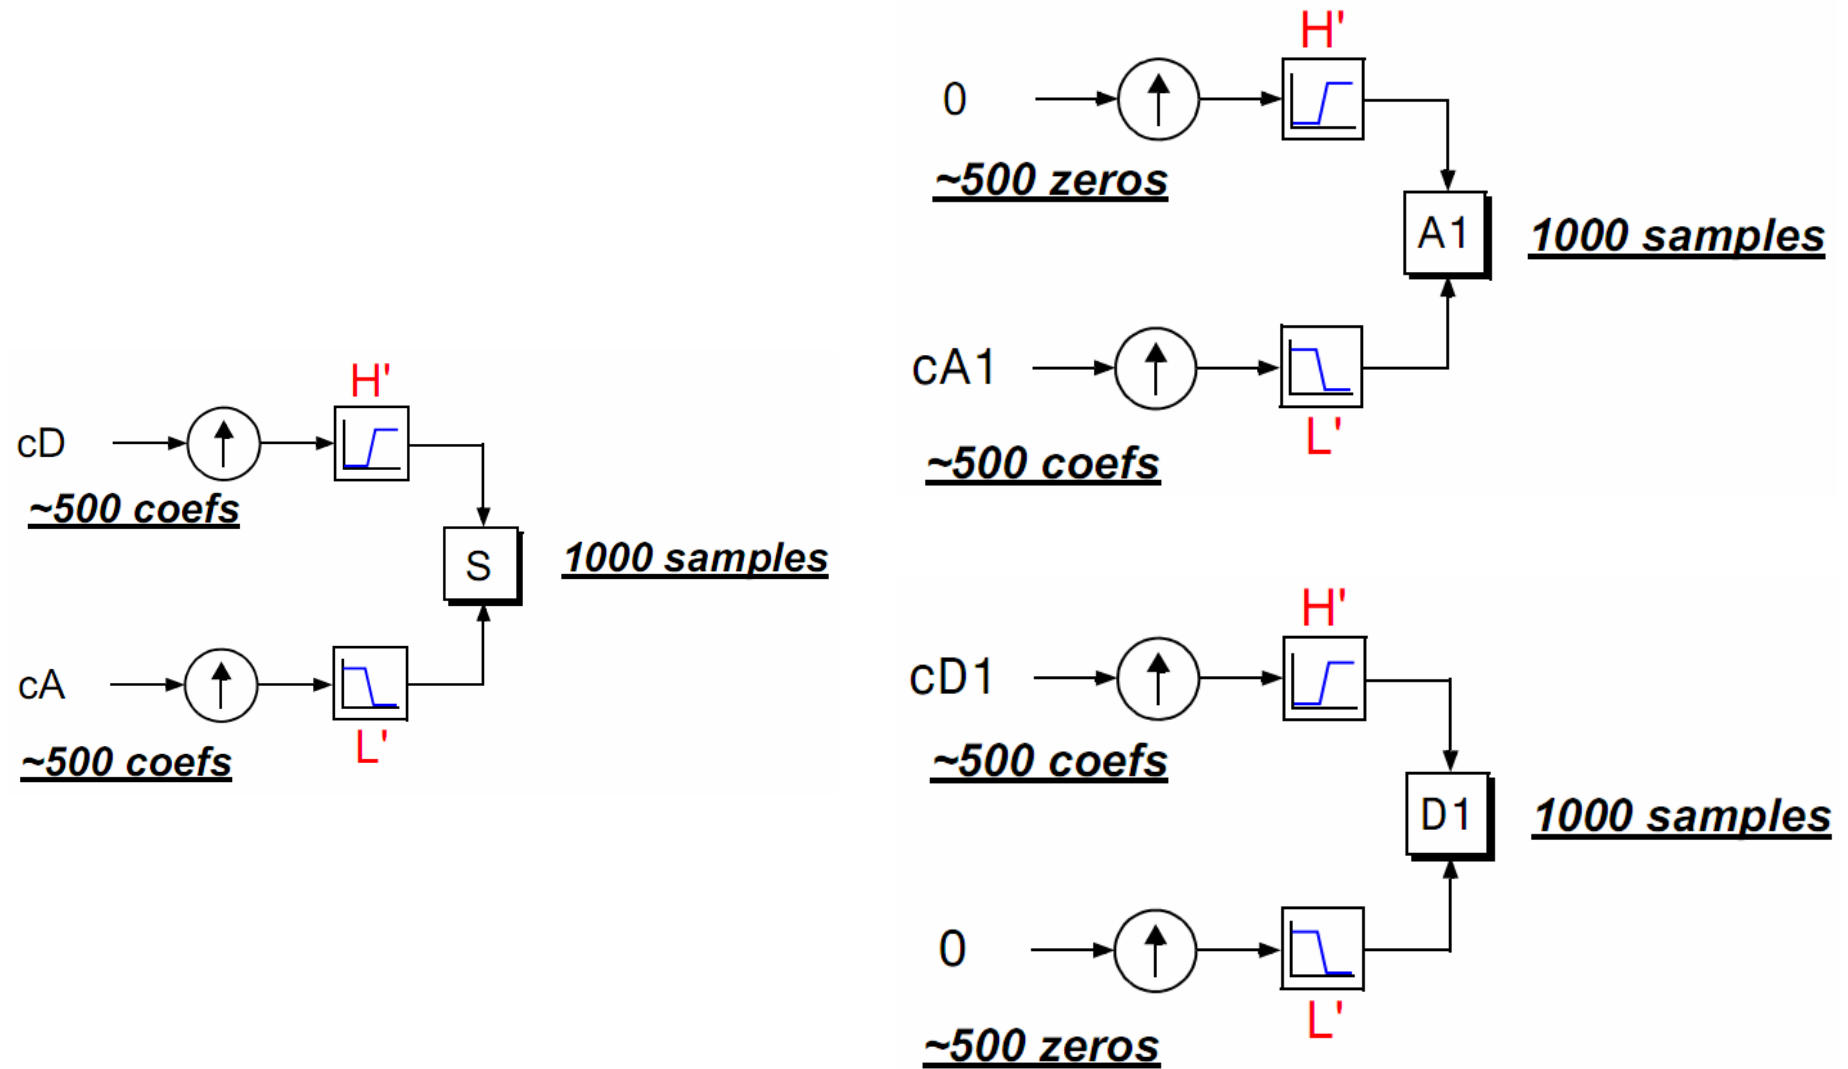 H'
cD
~500 coefs
S
1000 samples
cA
L'
~500 coefs
H'
0
~500 zeros
A1
1000 samples
cA1
L'
~500 coefs
H'
cD1
~500 coefs
D1
1000 samples
0
L'
~500 zeros